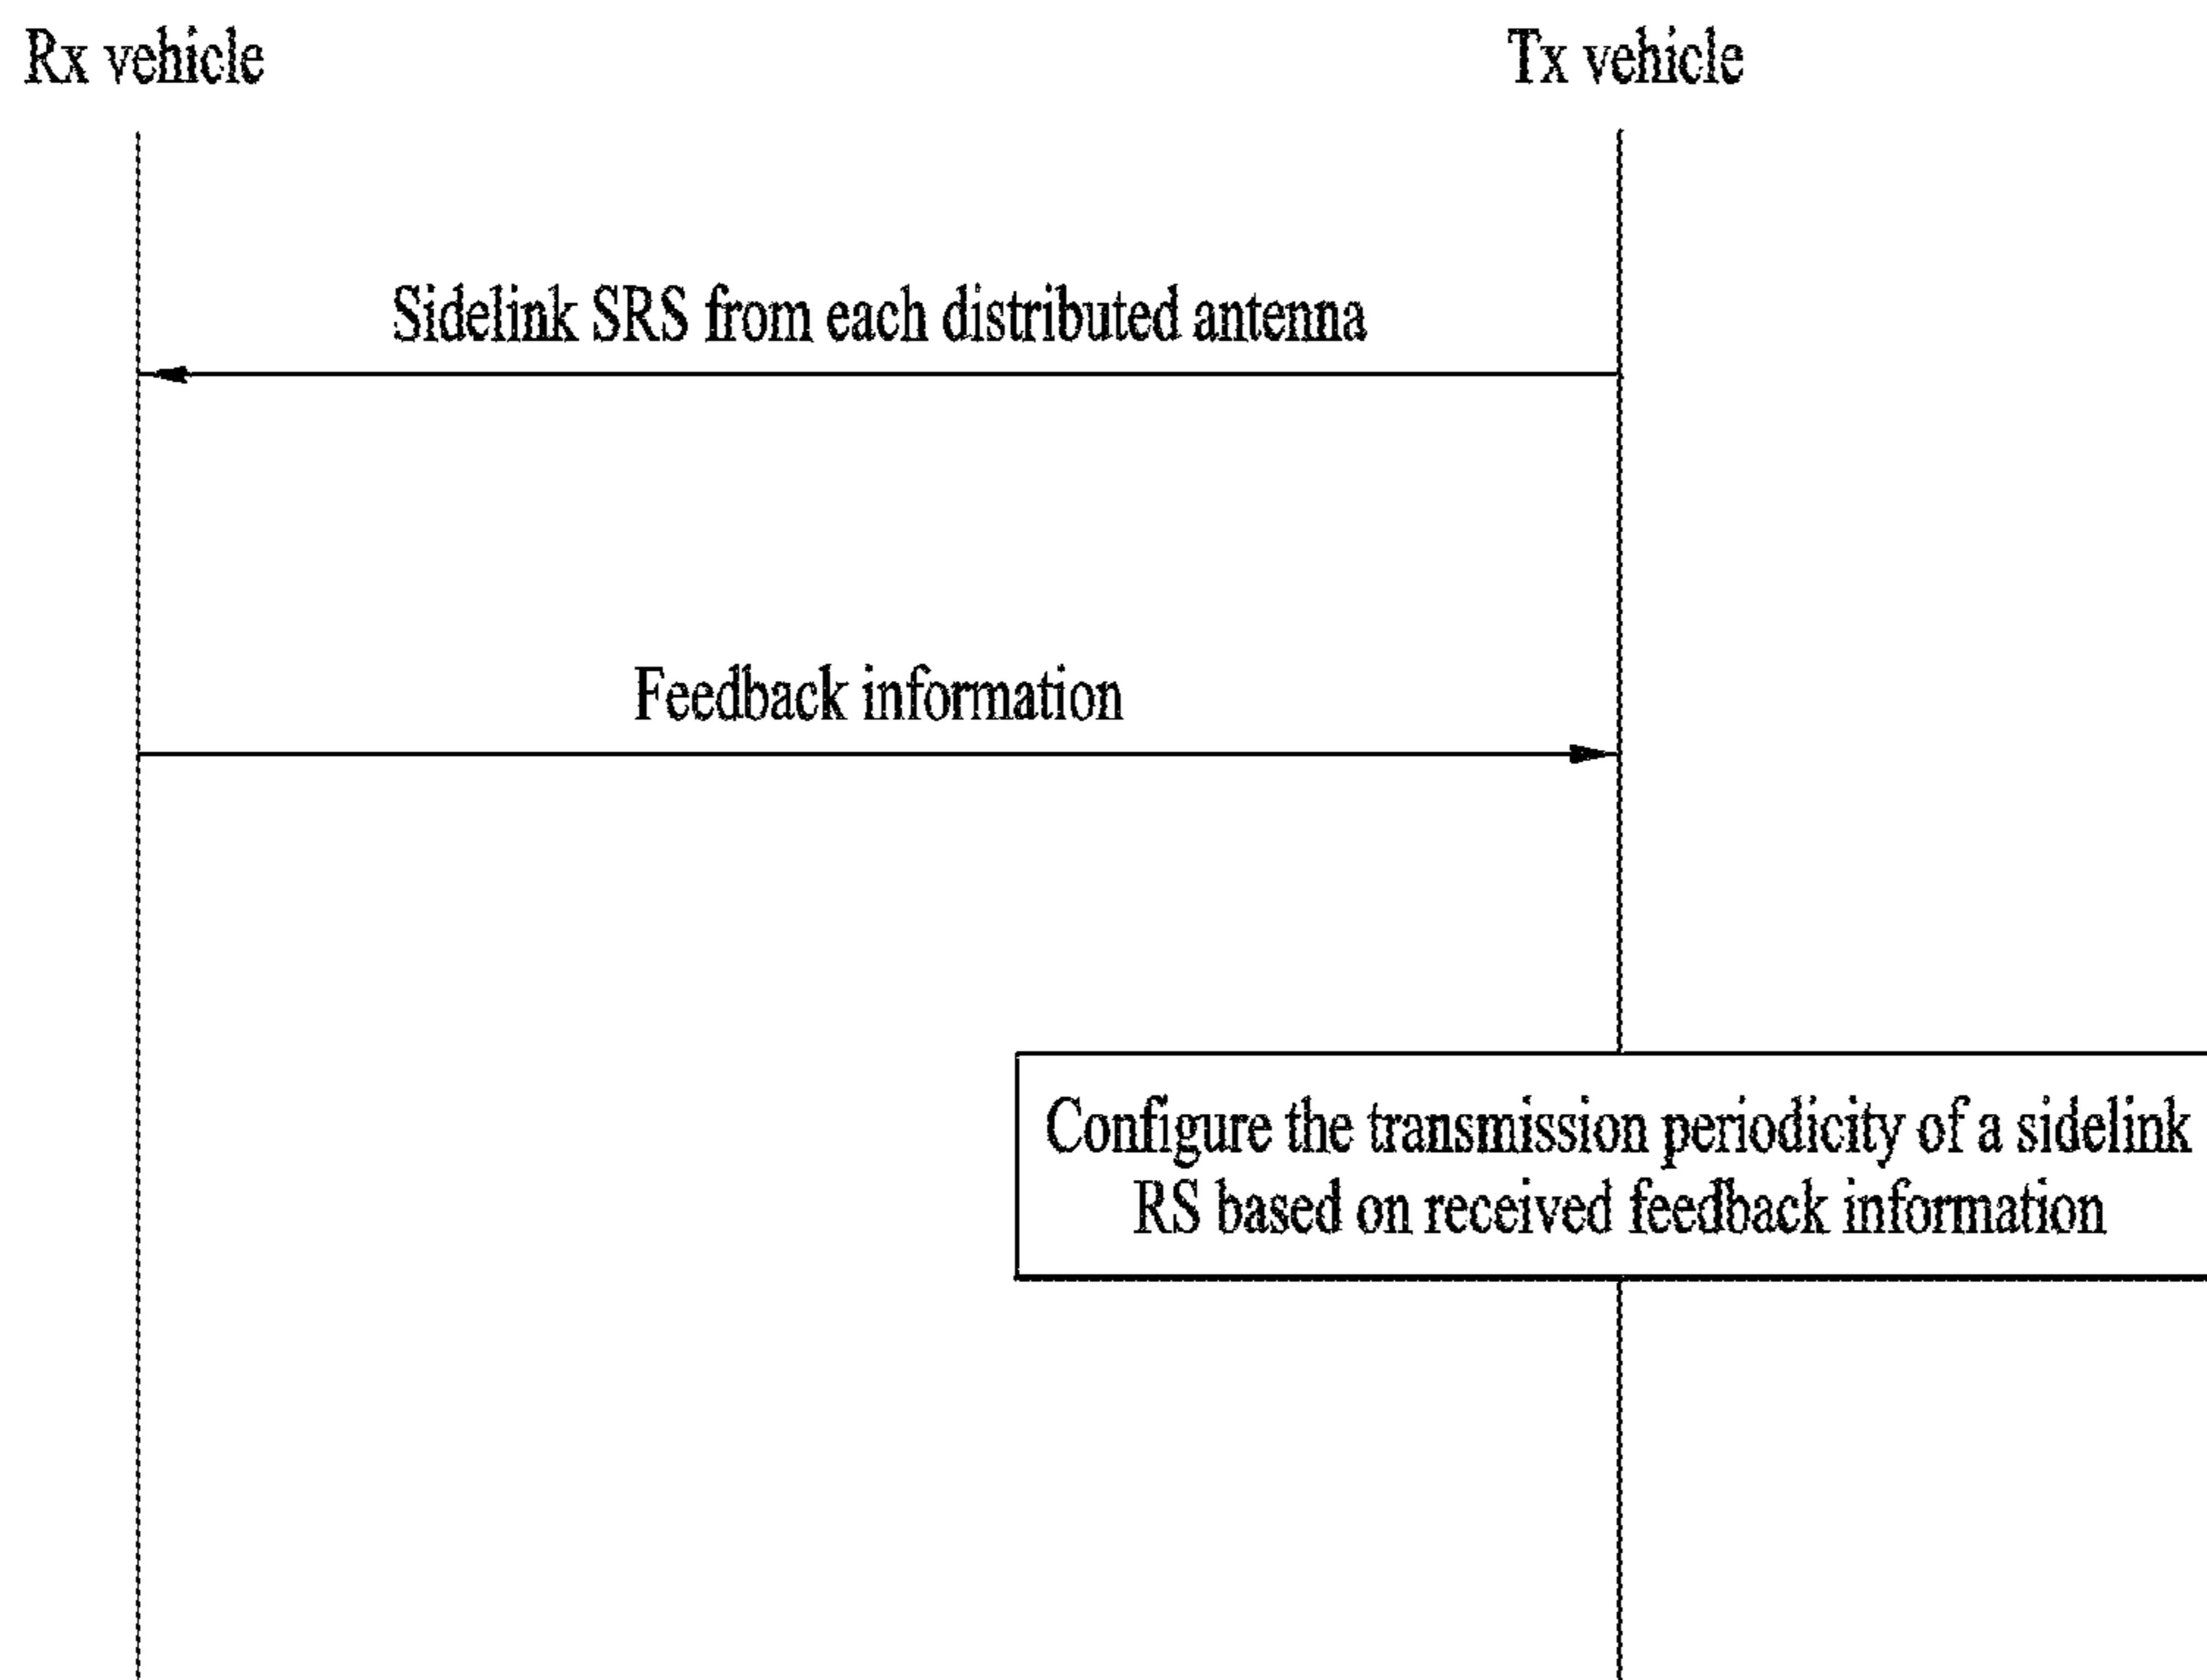 Rx vehicle
Tx vehicle
Sidelink SRS from each distributed antenna
Feedback information
Configure the transmission periodicity of a sidelink
RS based on received feedback information